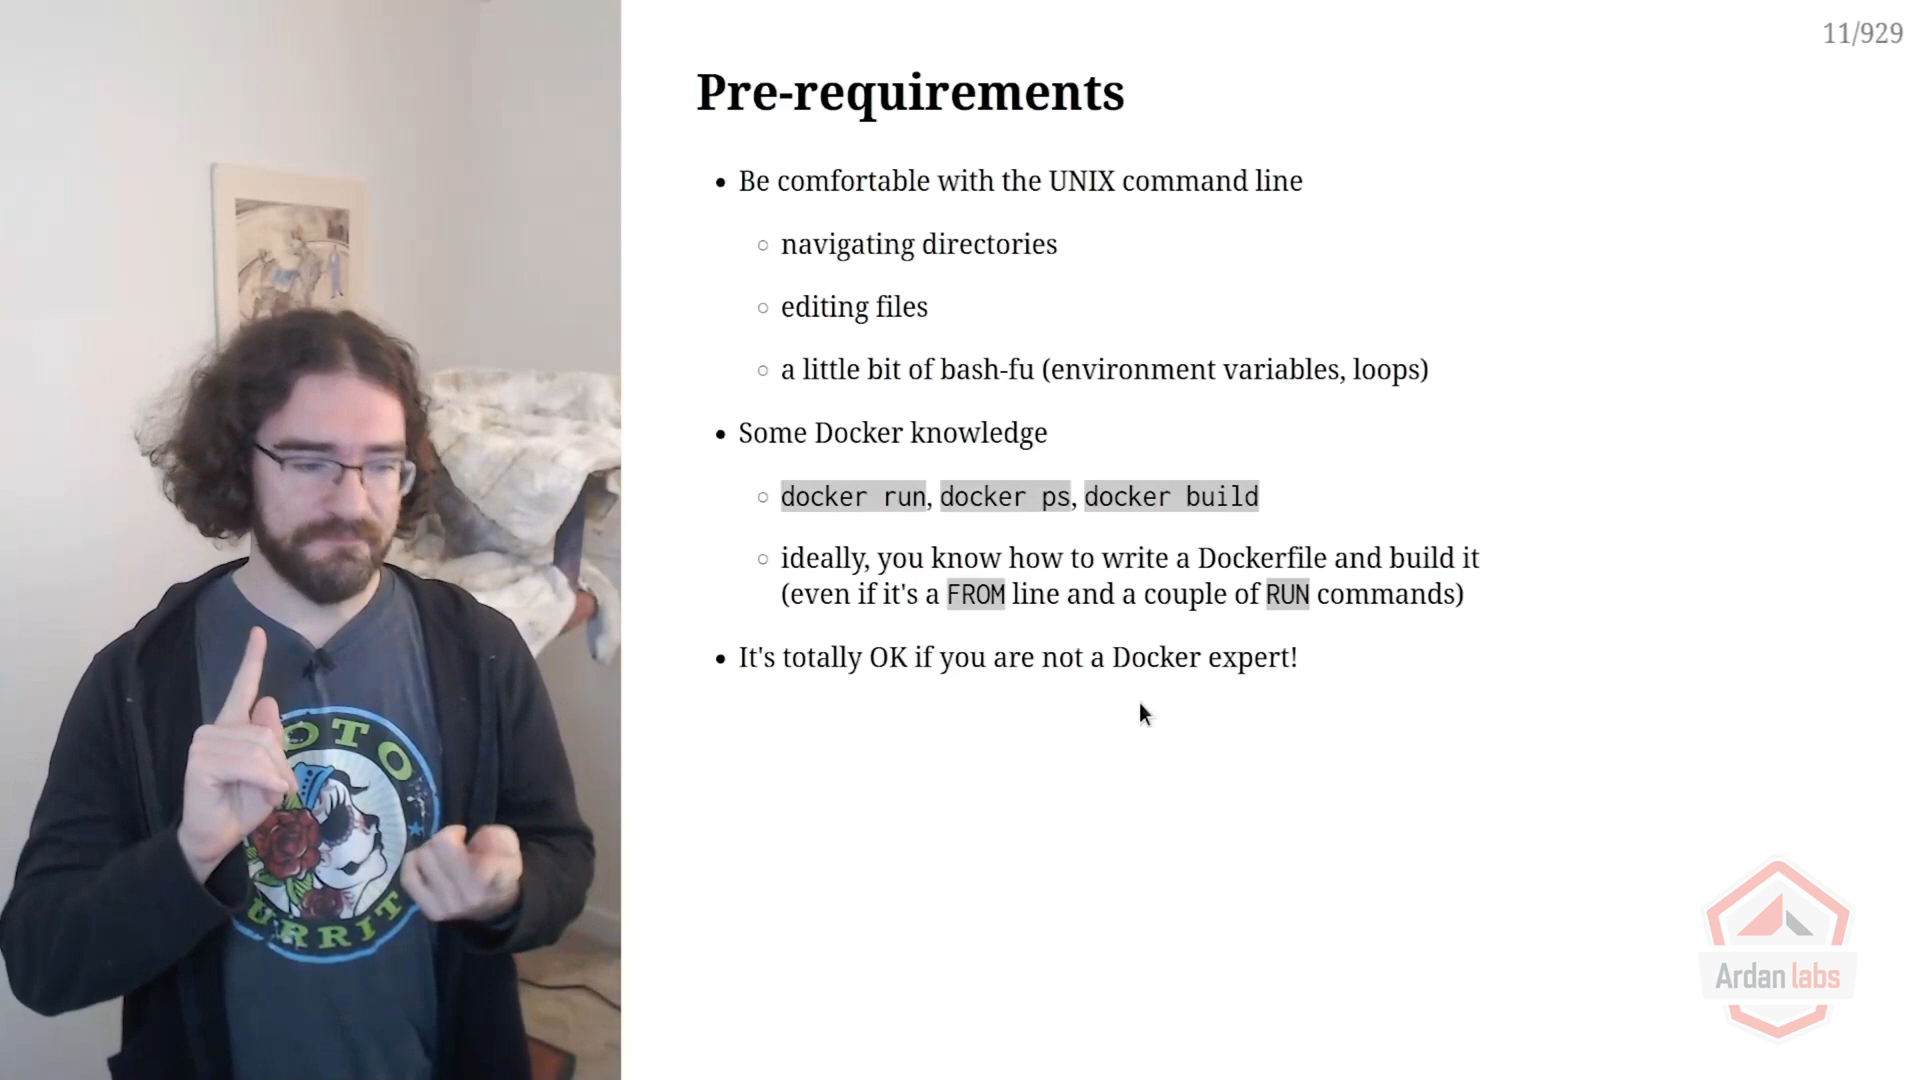 11/929
Pre-requirements
• Be comfortable with the UNIX command line
○ navigating directories
○ editing files
○ a little bit of bash-fu (environment variables, loops)
• Some Docker knowledge
○ docker run, docker ps, docker build
○ ideally, you know how to write a Dockerfile and build it
(even if it's a FROM line and a couple of RUN commands)
• It's totally OK if you are not a Docker expert!
OTO
URRIT
Ardan labs